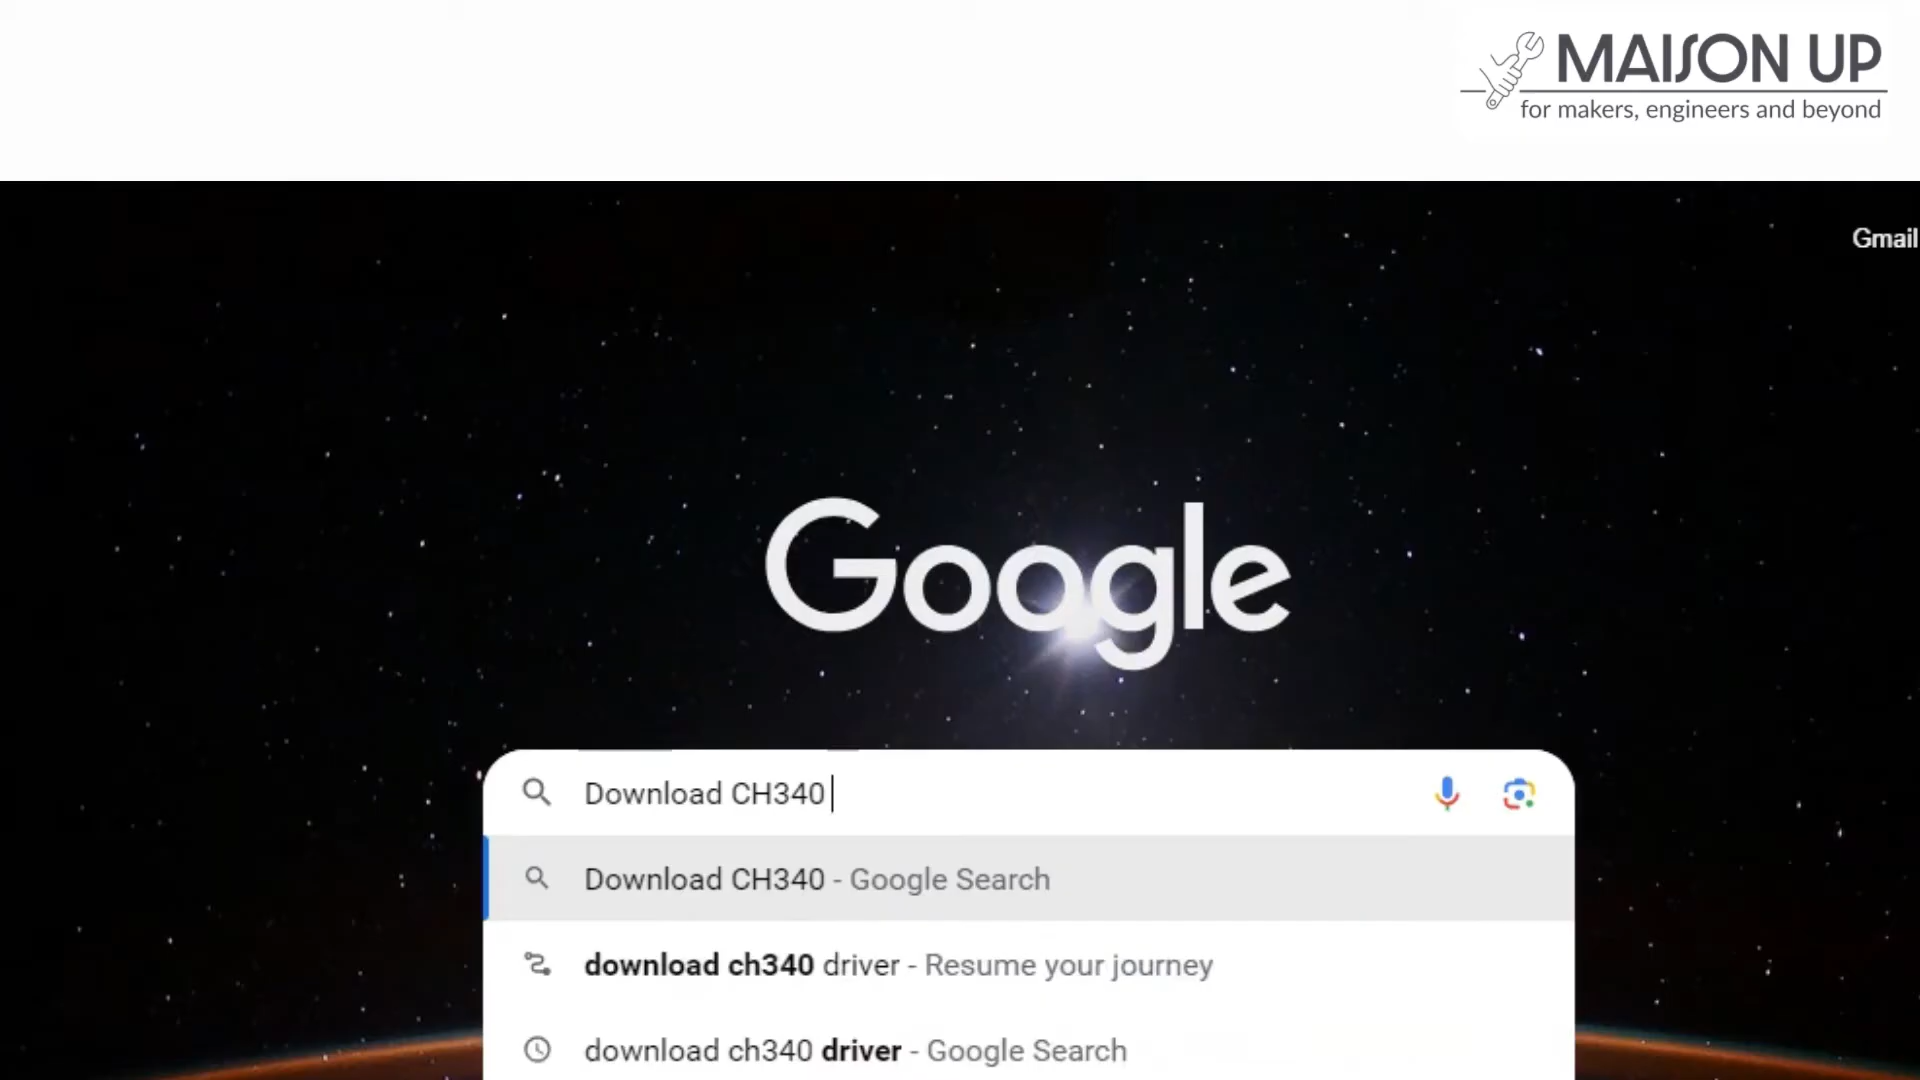 MAISON UP
for makers, engineers and beyond
Gmail
Google
Download CH340
Download CH340 - Google Search
download ch340 driver - Resume your journey
download ch340 driver - Google Search